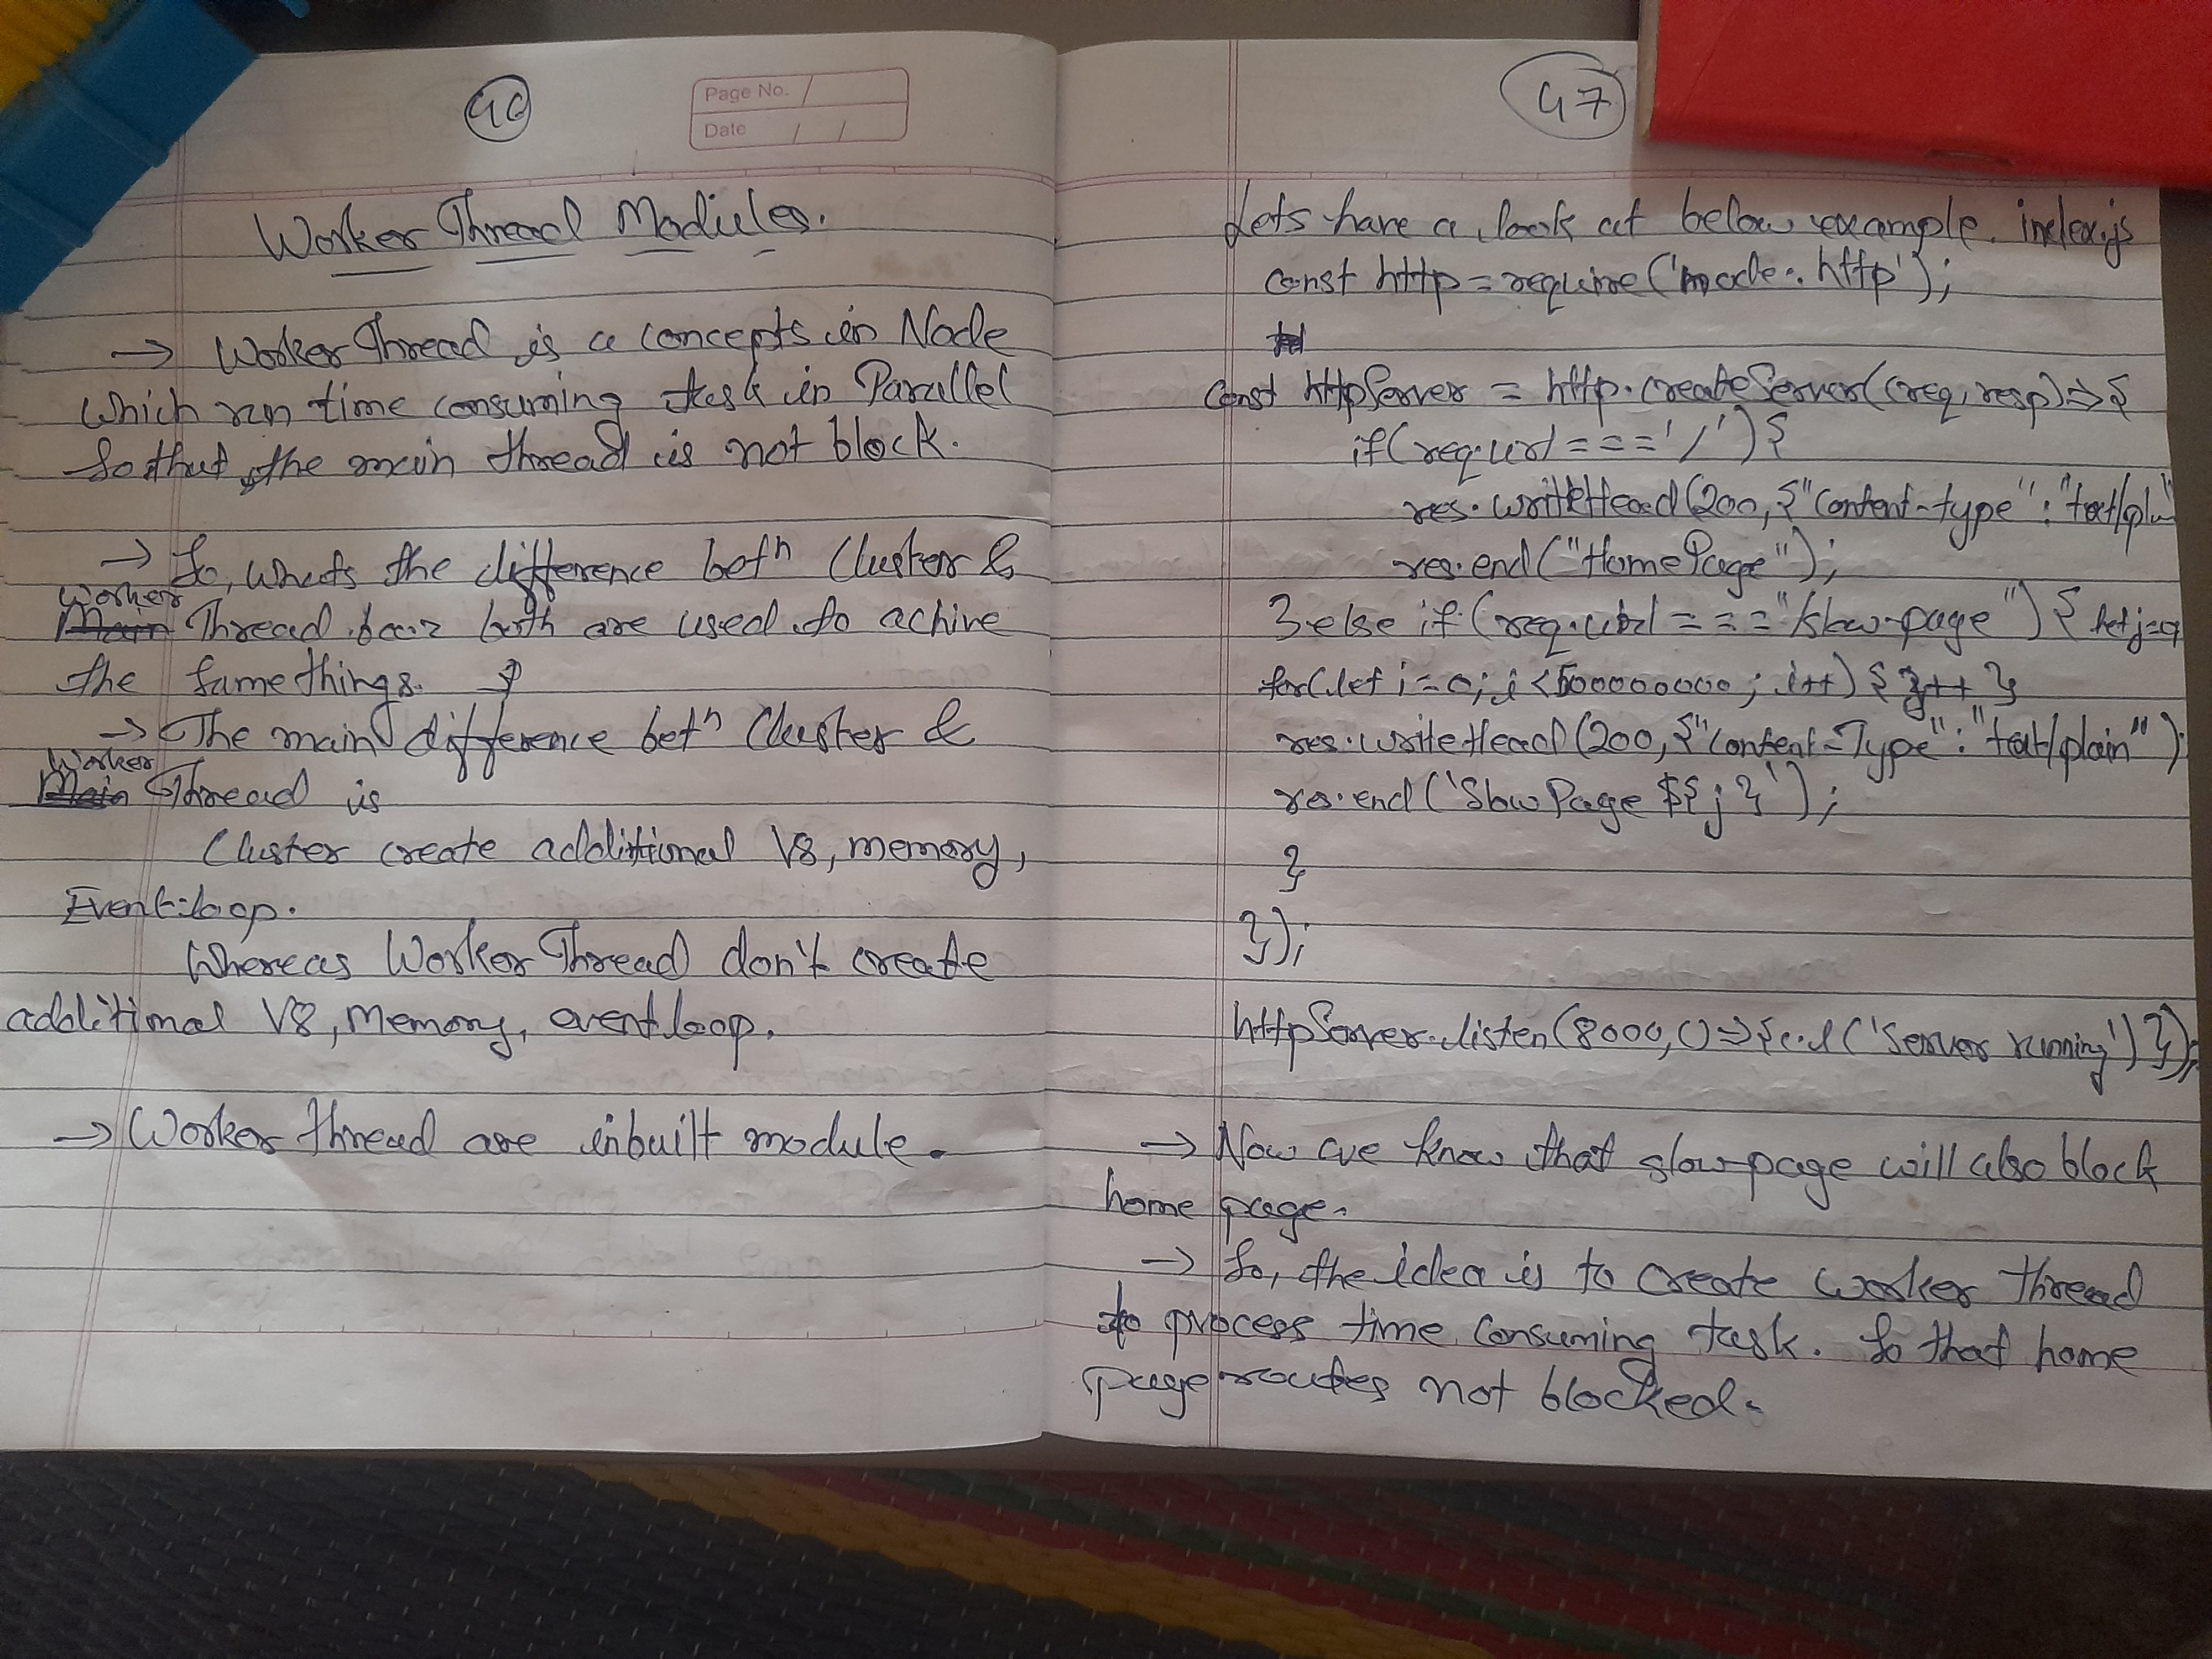 46
Page No. /
Date / /
Worker Thread Modules.
→ Worker Thread is a concepts in Node
which run time consuming task in Parallel
So that the main thread is not block.
→ So, whats the difference betn Cluster &
Worker
Main Thread both are used to achive
the same things.
→ The main difference betn Cluster &
Worker
Main Thread is
Cluster create additional V8, memory,
Event loop.
Whereas Worker Thread don't create
additional V8, memory, event loop.
→ Worker thread are inbuilt module.
47
Lets have a look at below example. index.js
const http = require('node:http');
const httpServer = http.createServer((req, resp) => {
if(req.url === '/') {
res.writeHead(200, {"content-type" : "text/pla"
res.end("HomePage");
} else if (req.url === "/slow-page") { let j=0
for(let i = 0; i < 500000000; i++) { j++ }
res.writeHead(200, {"content-Type" : "text/plain")
res.end('Slow Page ${j}');
}
});
httpServer.listen(8000, () => {c.l('Server running')});
→ Now we know that slow-page will also block
home page.
→ So, the idea is to create worker thread
to process time consuming task. So that home
page routes not blocked.